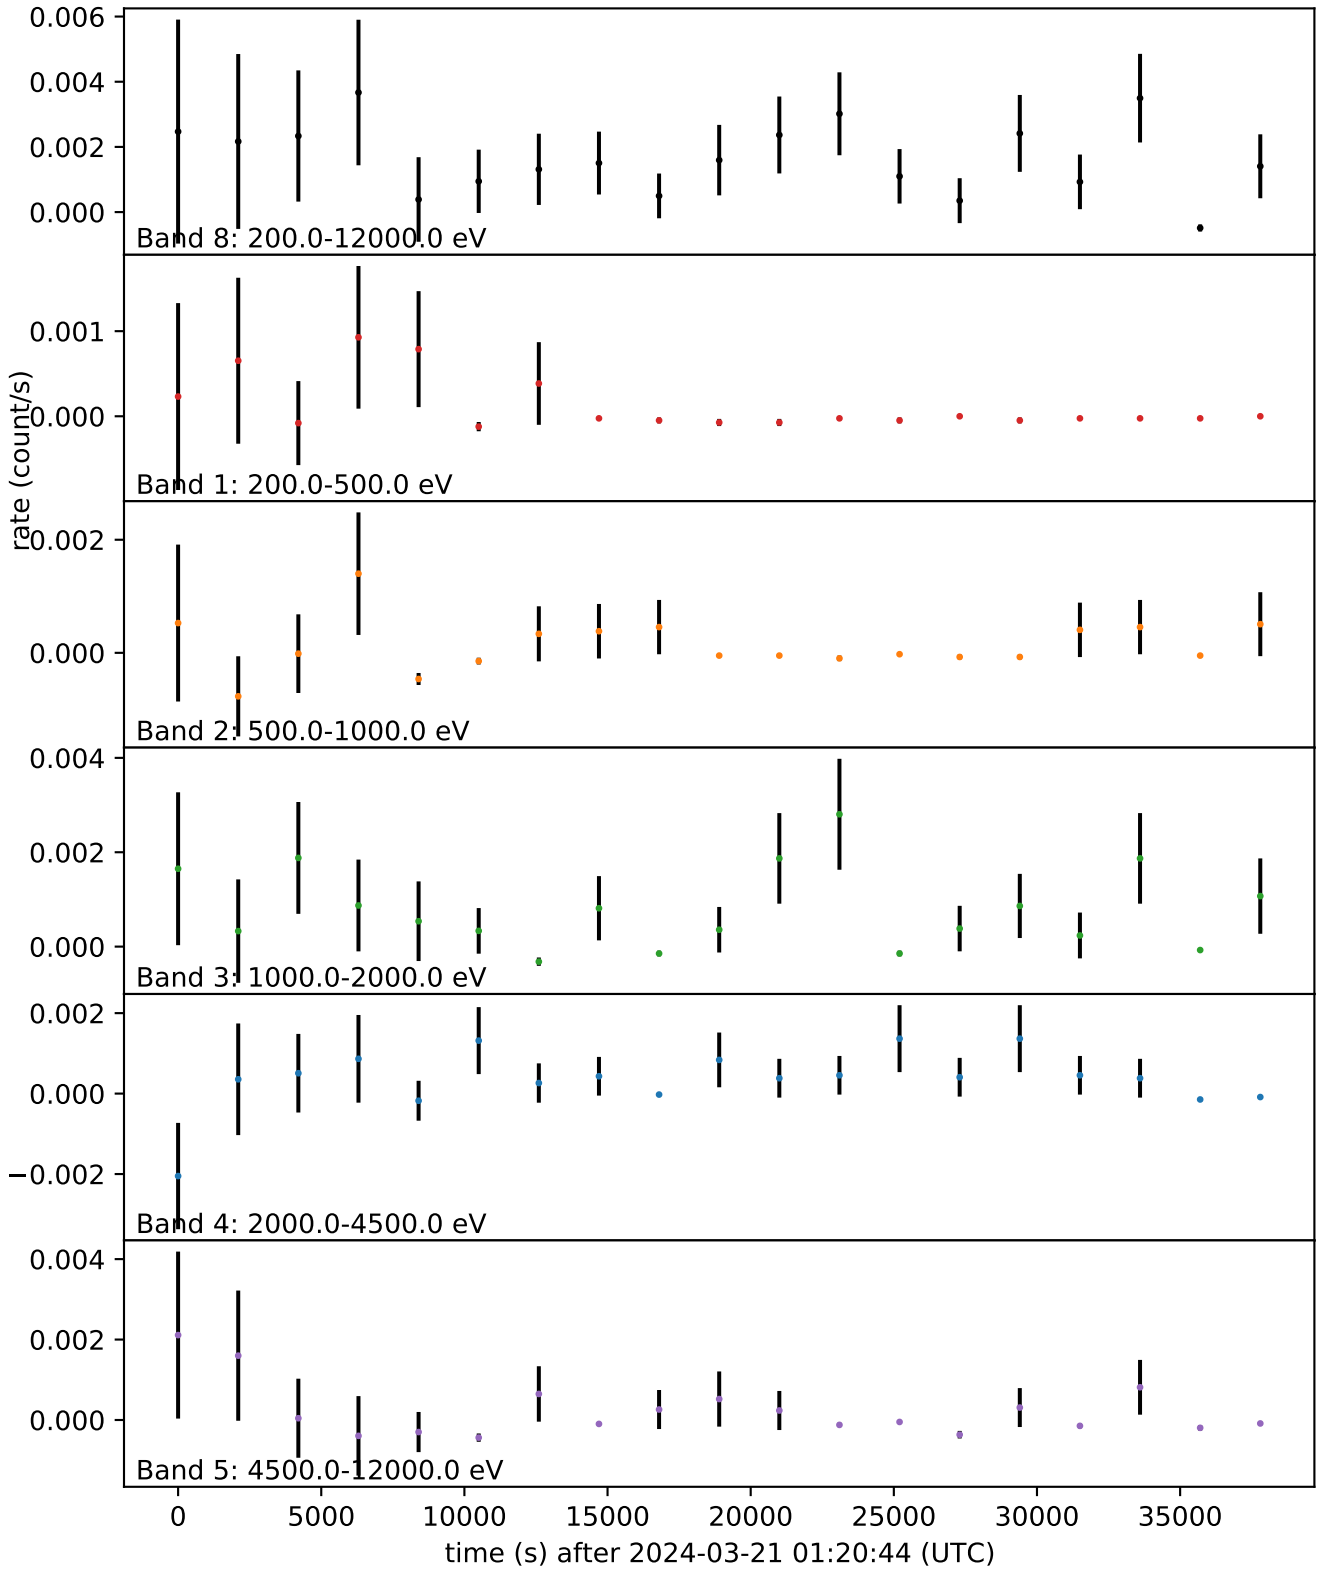 0.006
0.004
0.002
0.000
Band 8: 200.0-12000.0 eV
0.001
0.000
Band 1: 200.0-500.0 eV
rate (count/s)
0.002
0.000
Band 2: 500.0-1000.0 eV
0.004
0.002
0.000
Band 3: 1000.0-2000.0 eV
0.002
0.000
−0.002
Band 4: 2000.0-4500.0 eV
0.004
0.002
0.000
Band 5: 4500.0-12000.0 eV
0 5000 10000 15000 20000 25000 30000 35000
time (s) after 2024-03-21 01:20:44 (UTC)